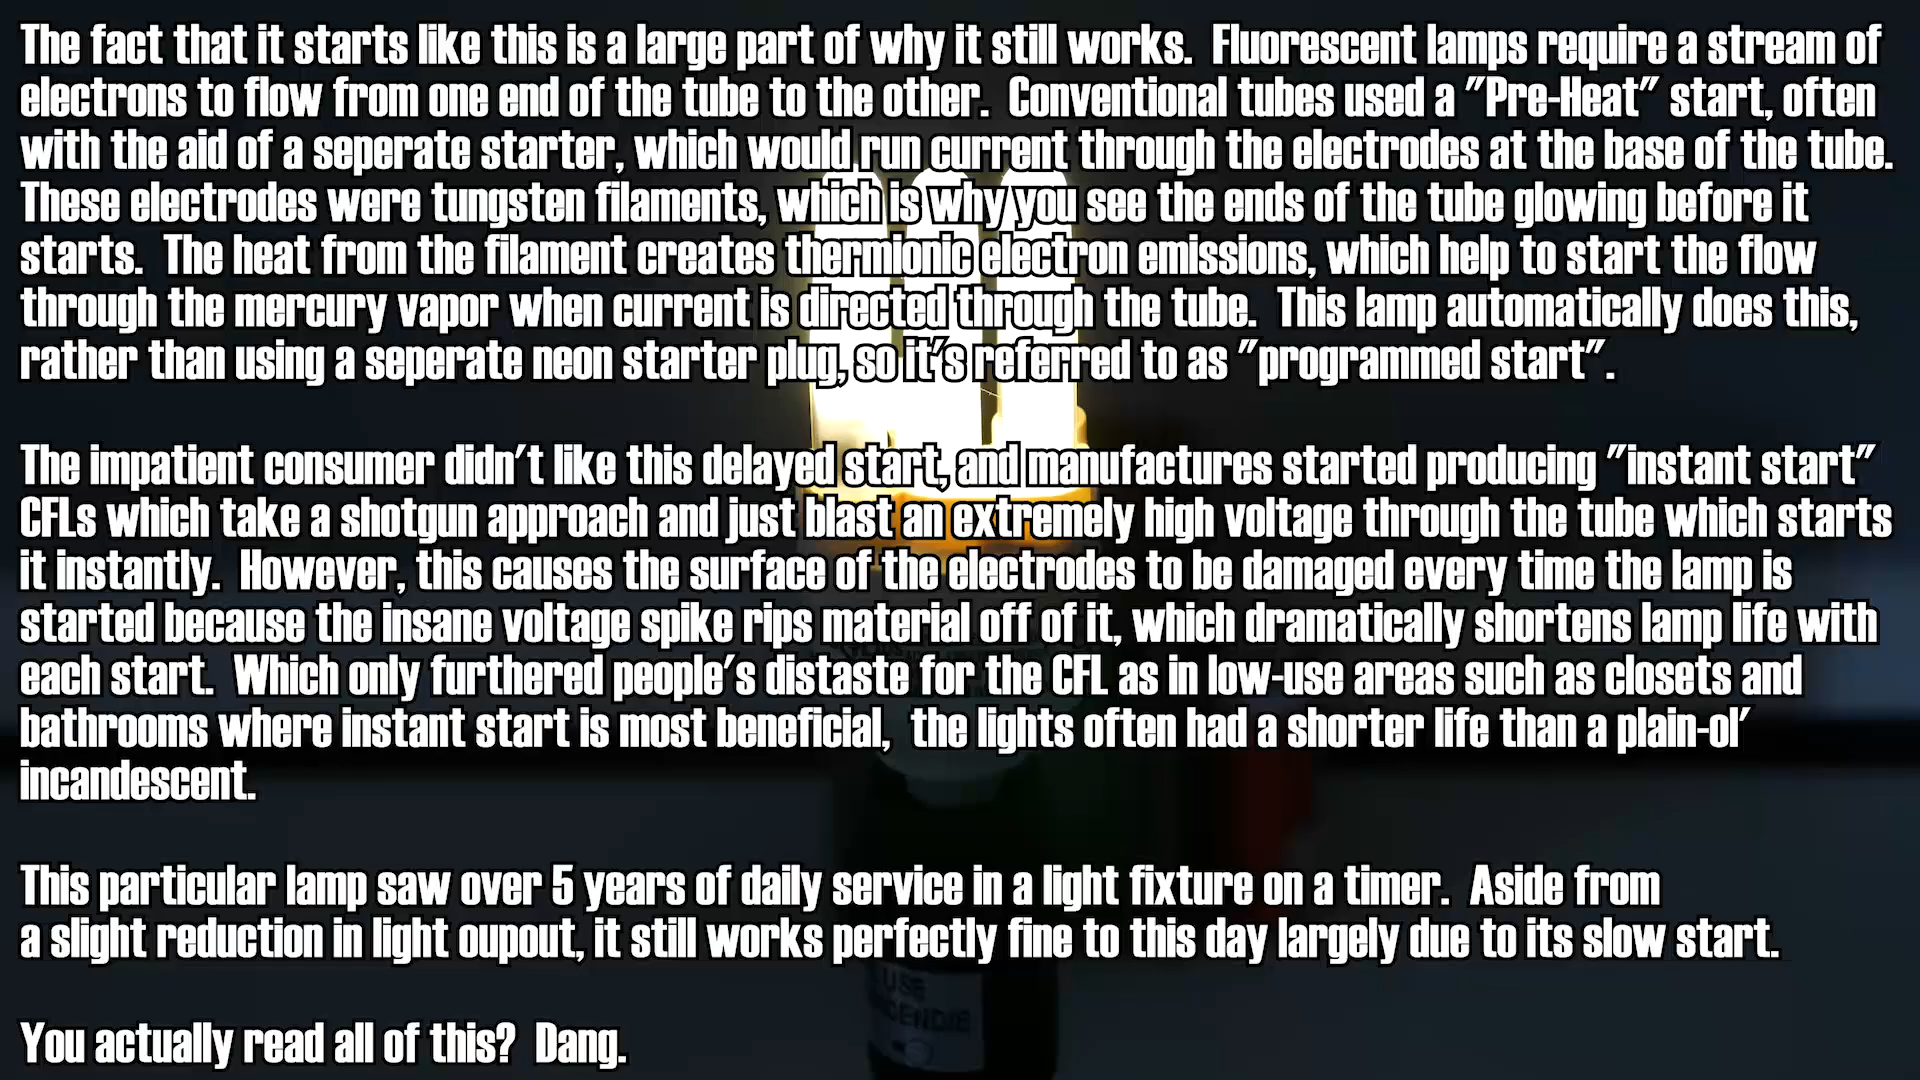 The fact that it starts like this is a large part of why it still works.  Fluorescent lamps require a stream of
electrons to flow from one end of the tube to the other.  Conventional tubes used a "Pre-Heat" start, often
with the aid of a seperate starter, which would run current through the electrodes at the base of the tube.
These electrodes were tungsten filaments, which is why you see the ends of the tube glowing before it
starts.  The heat from the filament creates thermionic electron emissions, which help to start the flow
through the mercury vapor when current is directed through the tube.  This lamp automatically does this,
rather than using a seperate neon starter plug, so it's referred to as "programmed start".
The impatient consumer didn't like this delayed start, and manufactures started producing "instant start"
CFLs which take a shotgun approach and just blast an extremely high voltage through the tube which starts
it instantly.  However, this causes the surface of the electrodes to be damaged every time the lamp is
started because the insane voltage spike rips material off of it, which dramatically shortens lamp life with
each start.  Which only furthered people's distaste for the CFL as in low-use areas such as closets and
bathrooms where instant start is most beneficial,  the lights often had a shorter life than a plain-ol'
incandescent.
This particular lamp saw over 5 years of daily service in a light fixture on a timer.  Aside from
a slight reduction in light oupout, it still works perfectly fine to this day largely due to its slow start.
USE
You actually read all of this?  Dang.